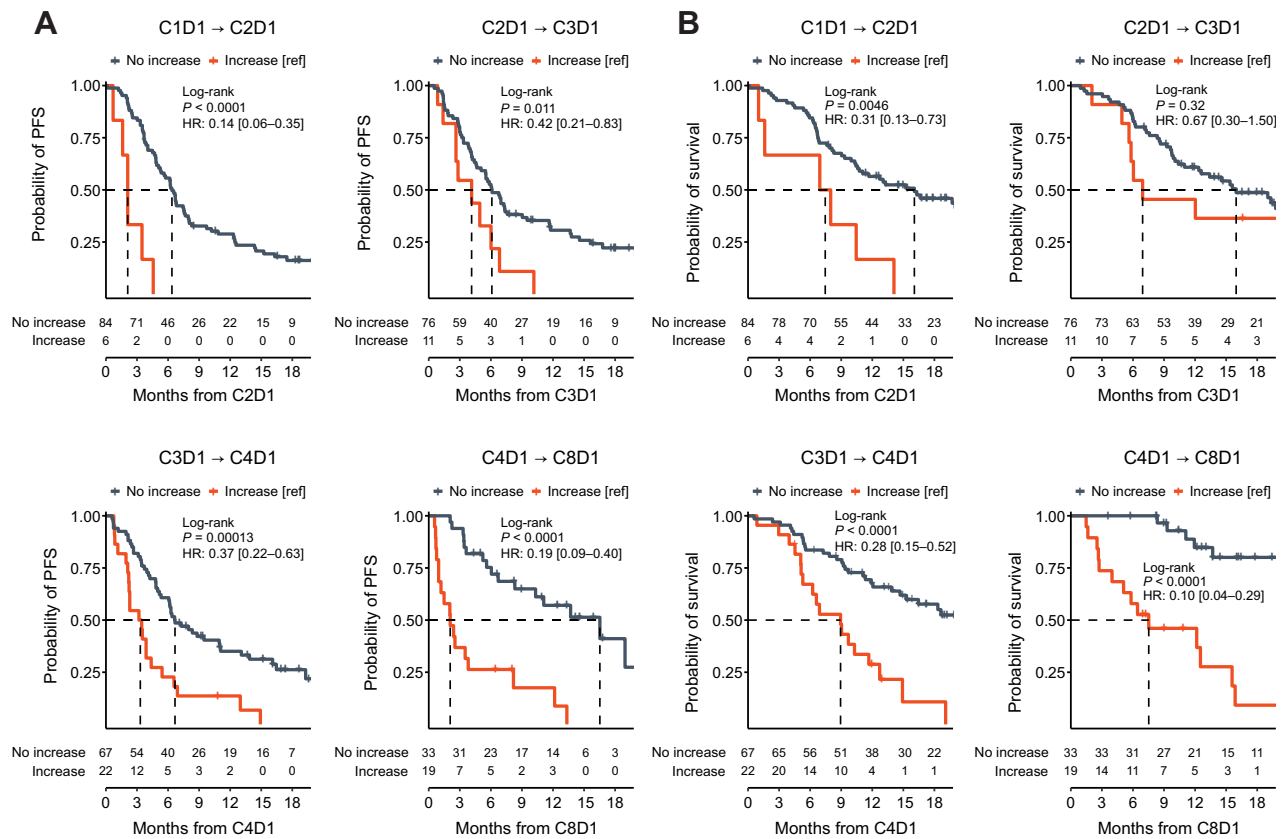 A
C1D1 → C2D1
No increase Increase [ref]
Log-rank
P < 0.0001
HR: 0.14 [0.06–0.35]
Probability of PFS
1.00
0.75
0.50
0.25
No increase 84 71 46 26 22 15 9
Increase 6 2 0 0 0 0 0
0 3 6 9 12 15 18
Months from C2D1
C2D1 → C3D1
No increase Increase [ref]
Log-rank
P = 0.011
HR: 0.42 [0.21–0.83]
Probability of PFS
1.00
0.75
0.50
0.25
76 59 40 27 19 16 9
11 5 3 1 0 0 0
0 3 6 9 12 15 18
Months from C3D1
B
C1D1 → C2D1
No increase Increase [ref]
Log-rank
P = 0.0046
HR: 0.31 [0.13–0.73]
Probability of survival
1.00
0.75
0.50
0.25
No increase 84 78 70 55 44 33 23
Increase 6 4 4 2 1 0 0
0 3 6 9 12 15 18
Months from C2D1
C2D1 → C3D1
No increase Increase [ref]
Log-rank
P = 0.32
HR: 0.67 [0.30–1.50]
Probability of survival
1.00
0.75
0.50
0.25
76 73 63 53 39 29 21
11 10 7 5 5 4 3
0 3 6 9 12 15 18
Months from C3D1
C3D1 → C4D1
No increase Increase [ref]
Log-rank
P = 0.00013
HR: 0.37 [0.22–0.63]
Probability of PFS
1.00
0.75
0.50
0.25
No increase 67 54 40 26 19 16 7
Increase 22 12 5 3 2 0 0
0 3 6 9 12 15 18
Months from C4D1
C4D1 → C8D1
No increase Increase [ref]
Log-rank
P < 0.0001
HR: 0.19 [0.09–0.40]
Probability of PFS
1.00
0.75
0.50
0.25
33 31 23 17 14 6 3
19 7 5 2 3 0 0
0 3 6 9 12 15 18
Months from C8D1
C3D1 → C4D1
No increase Increase [ref]
Log-rank
P < 0.0001
HR: 0.28 [0.15–0.52]
Probability of survival
1.00
0.75
0.50
0.25
No increase 67 65 56 51 38 30 22
Increase 22 20 14 10 4 1 1
0 3 6 9 12 15 18
Months from C4D1
C4D1 → C8D1
No increase Increase [ref]
Log-rank
P < 0.0001
HR: 0.10 [0.04–0.29]
Probability of survival
1.00
0.75
0.50
0.25
33 33 31 27 21 15 11
19 14 11 7 5 3 1
0 3 6 9 12 15 18
Months from C8D1